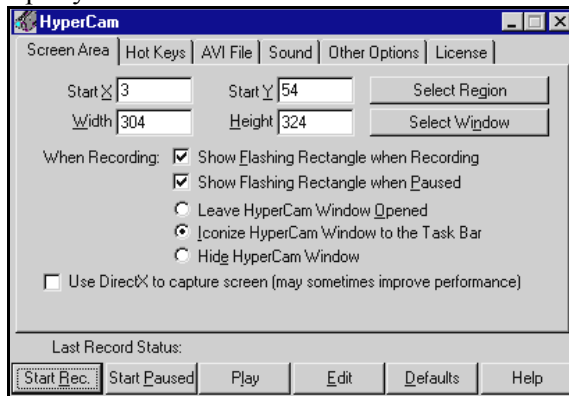 HyperCam
Screen Area Hot Keys AVI File Sound Other Options License
Start X 3 Start Y 54 Select Region
Width 304 Height 324 Select Window
When Recording: Show Flashing Rectangle when Recording
Show Flashing Rectangle when Paused
Leave HyperCam Window Opened
Iconize HyperCam Window to the Task Bar
Hide HyperCam Window
Use DirectX to capture screen (may sometimes improve performance)
Last Record Status:
Start Rec. Start Paused Play Edit Defaults Help